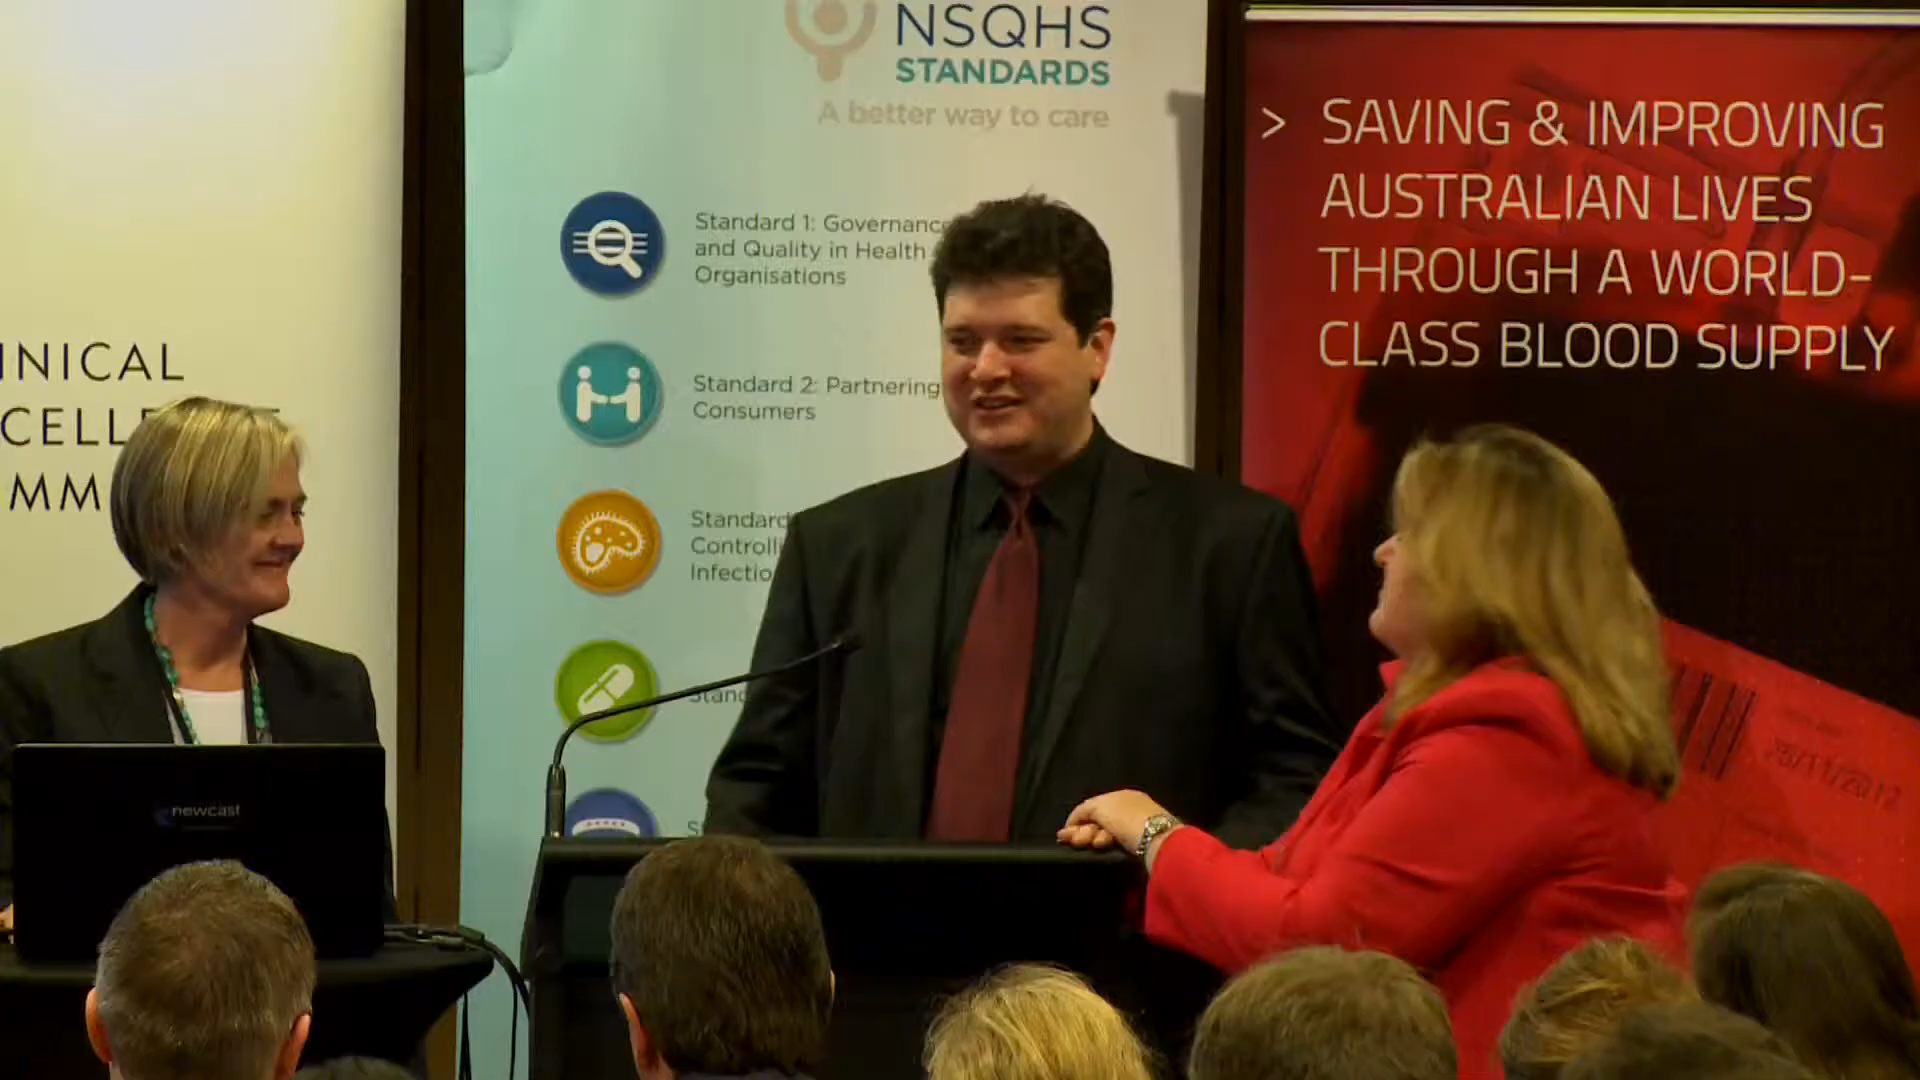 NSQHS
STANDARDS
A better way to care
Standard 1: Governance
and Quality in Health
Organisations
Standard 2: Partnering
Consumers
Standard
Controlli
Infectio
Stand
S
INICAL
CELL
MM
> SAVING & IMPROVING
AUSTRALIAN LIVES
THROUGH A WORLD-
CLASS BLOOD SUPPLY
newcast